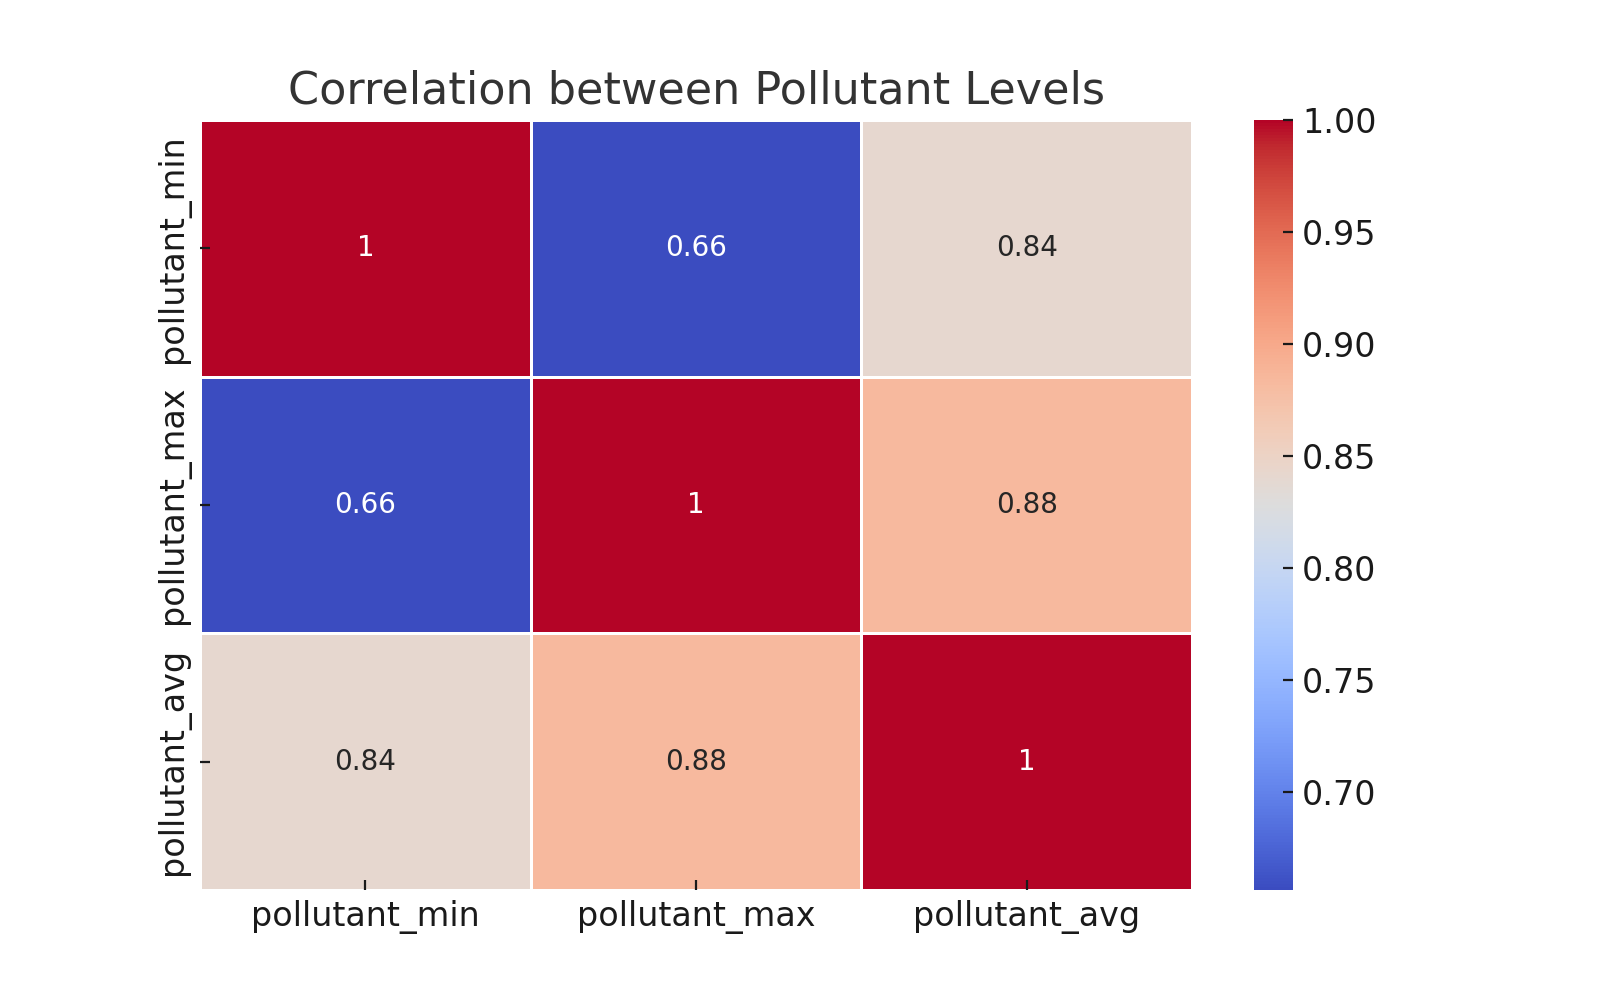 Correlation between Pollutant Levels
pollutant_min
1
0.66
0.84
pollutant_max
0.66
1
0.88
pollutant_avg
0.84
0.88
1
pollutant_min
pollutant_max
pollutant_avg
1.00
0.95
0.90
0.85
0.80
0.75
0.70